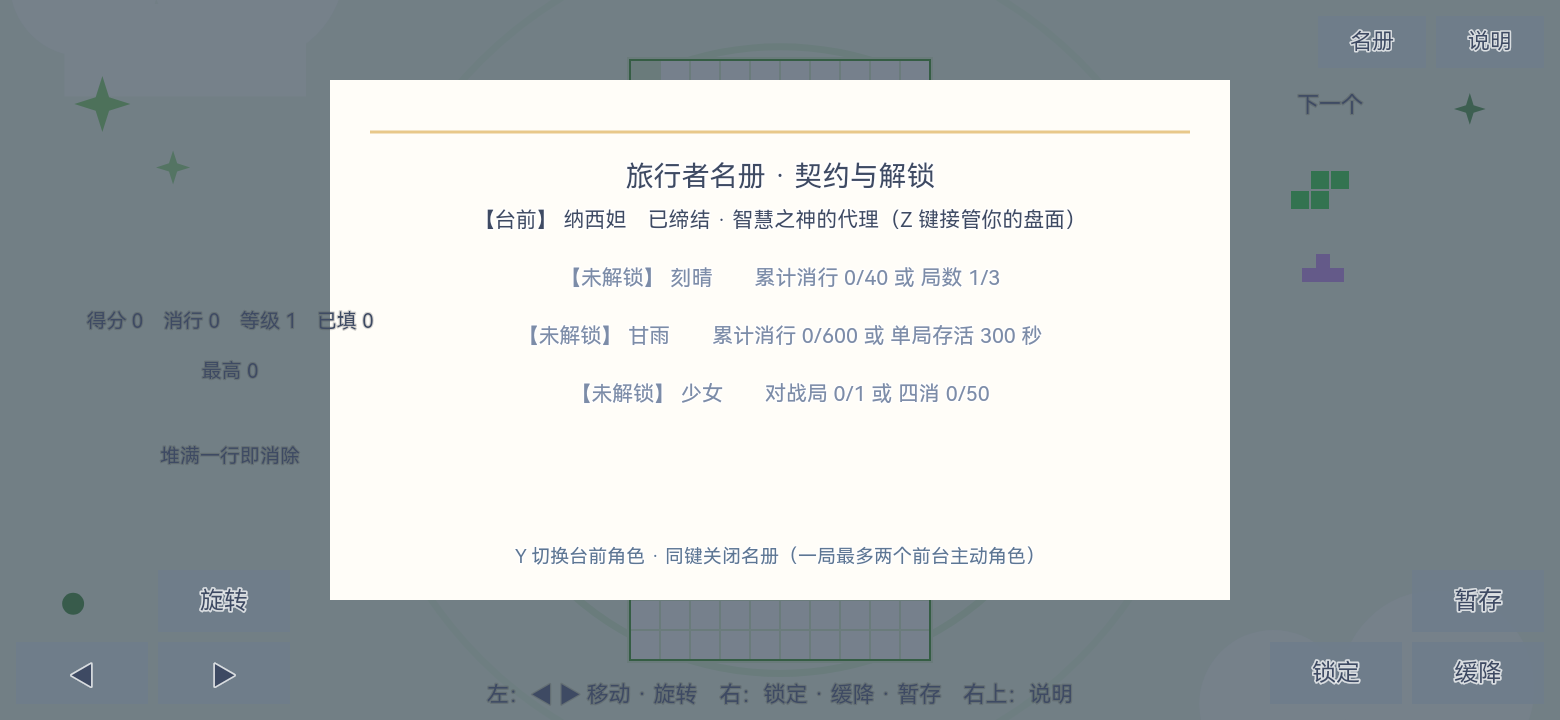 名册
说明
下一个
旅行者名册 · 契约与解锁
【台前】 纳西妲 已缔结 · 智慧之神的代理（Z 键接管你的盘面）
【未解锁】 刻晴 累计消行 0/40 或 局数 1/3
得分 0 消行 0 等级 1 已填 0
【未解锁】 甘雨 累计消行 0/600 或 单局存活 300 秒
最高 0
【未解锁】 少女 对战局 0/1 或 四消 0/50
堆满一行即消除
Y 切换台前角色 · 同键关闭名册（一局最多两个前台主动角色）
旋转
暂存
◀
▶
锁定
缓降
左： ◀ ▶ 移动 · 旋转 右：锁定 · 缓降 · 暂存 右上：说明